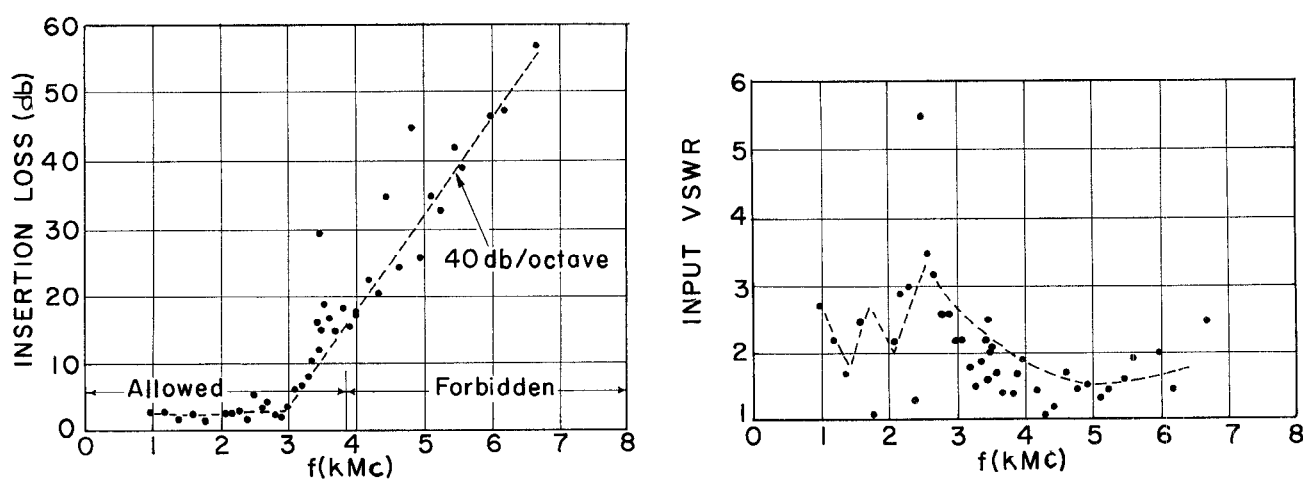 INSERTION LOSS (db)
60
50
40
30
20
10
0
40 db/octave
Allowed
Forbidden
0 1 2 3 4 5 6 7 8
f(kMc)
INPUT VSWR
6
5
4
3
2
1
0 1 2 3 4 5 6 7 8
f(kMc)